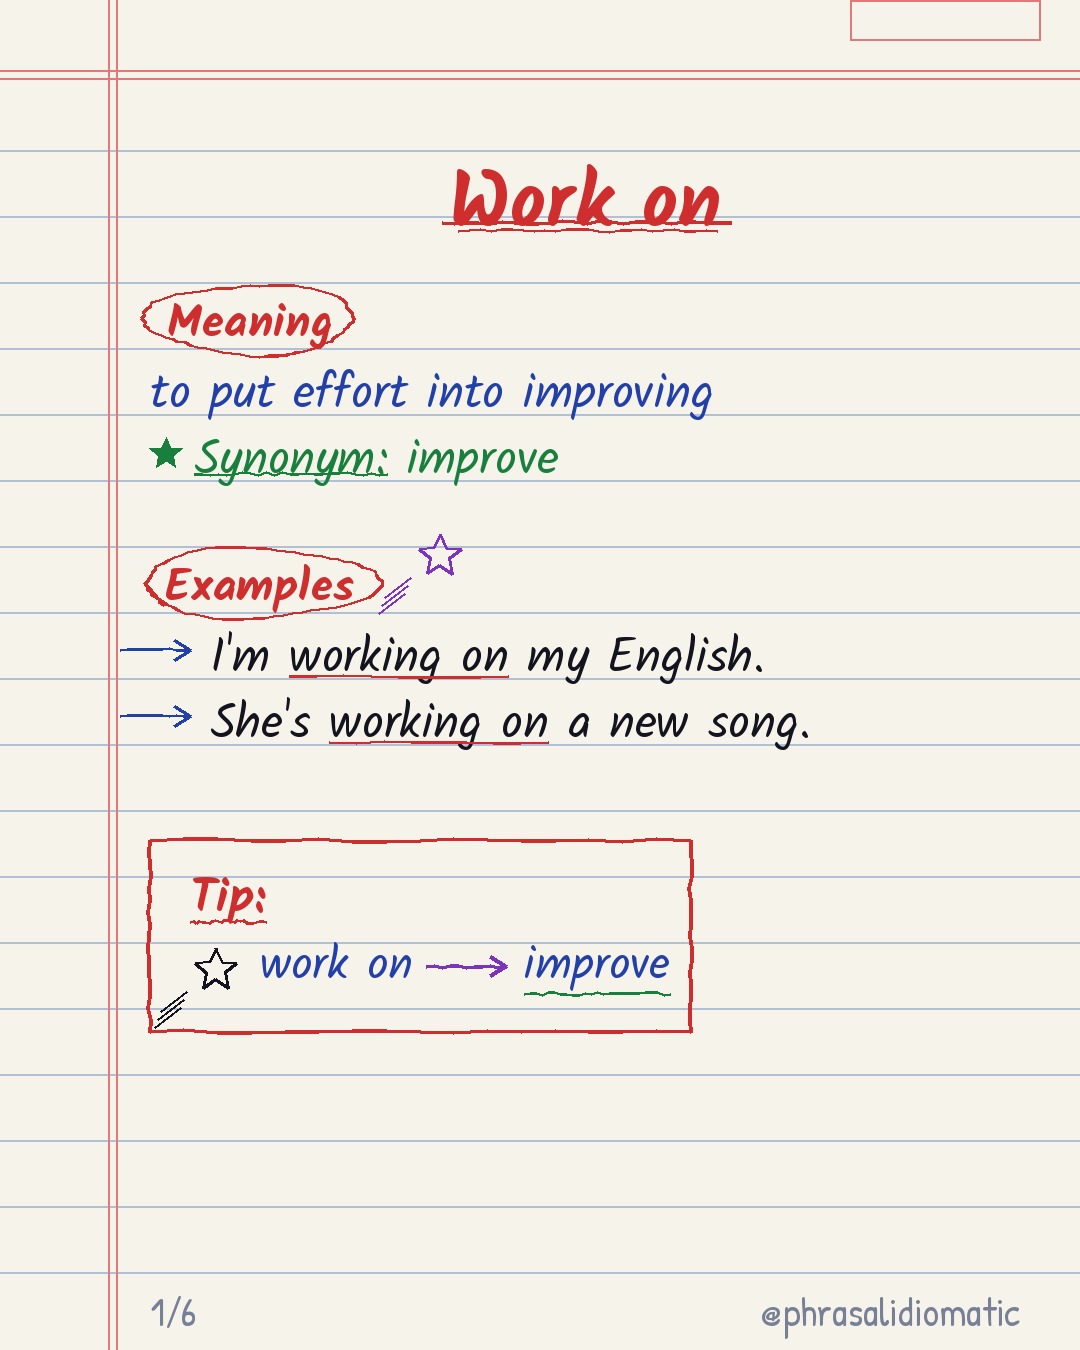 Work on
Meaning
to put effort into improving
★ Synonym: improve
Examples
→ I'm working on my English.
→ She's working on a new song.
Tip:
☆ work on → improve
1/6
@phrasalidiomatic